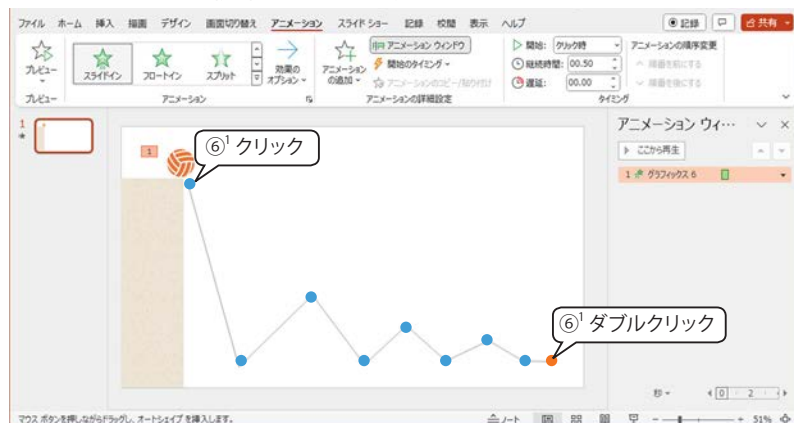 ファイル ホーム 挿入 描画 デザイン 画面切り替え アニメーション スライド ショー 記録 校閲 表示 ヘルプ 記録 共有
プレビュー スライドイン フロートイン スプリット 効果の オプション アニメーション の追加 アニメーション ウィンドウ 開始のタイミング アニメーションのコピー/貼り付け 開始: クリック時 継続時間: 00.50 遅延: 00.00 アニメーションの順序変更 順番を前にする 順番を後にする
プレビュー アニメーション アニメーションの詳細設定 タイミング
1
アニメーション ウィ…
ここから再生
1 グラフィックス 6
1
⑥¹ クリック
⑥¹ ダブルクリック
秒 0 2
マウス ボタンを押しながらドラッグし、オートシェイプ を挿入します。 ノート 51%